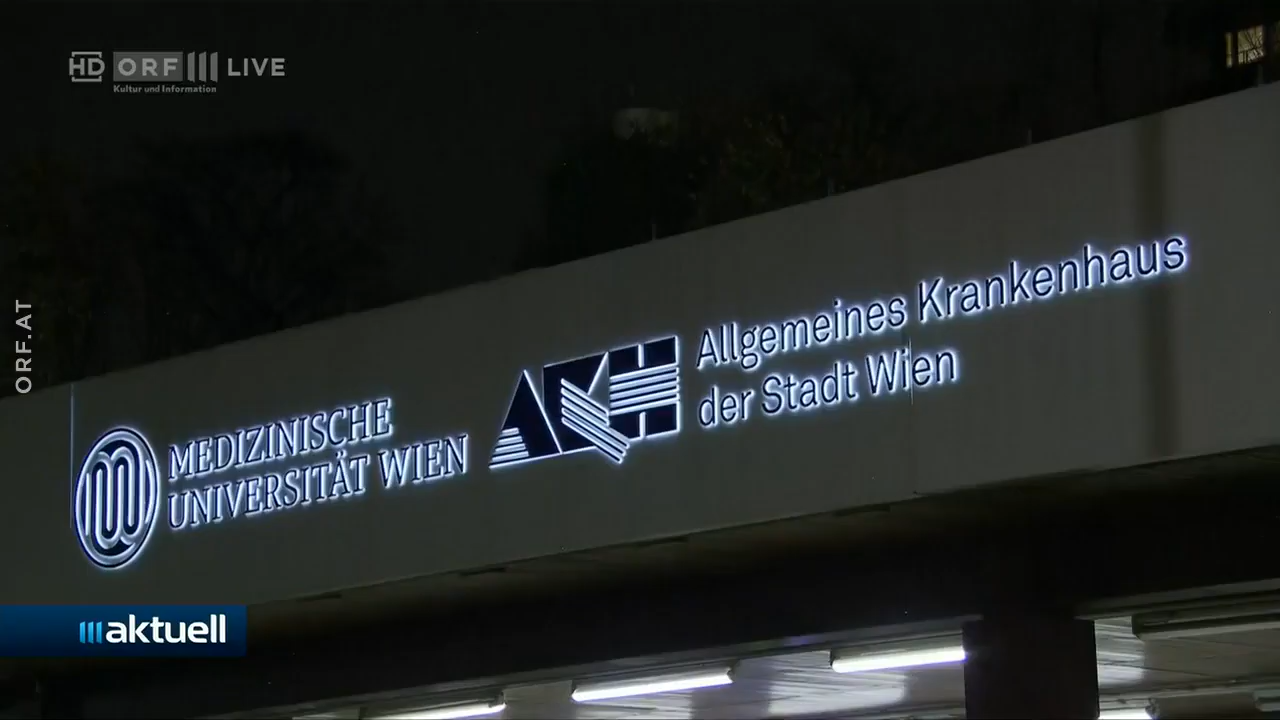 HD ORF III LIVE
Kultur und Information
ORF.AT
MEDIZINISCHE
UNIVERSITÄT WIEN
AKH
Allgemeines Krankenhaus
der Stadt Wien
III aktuell